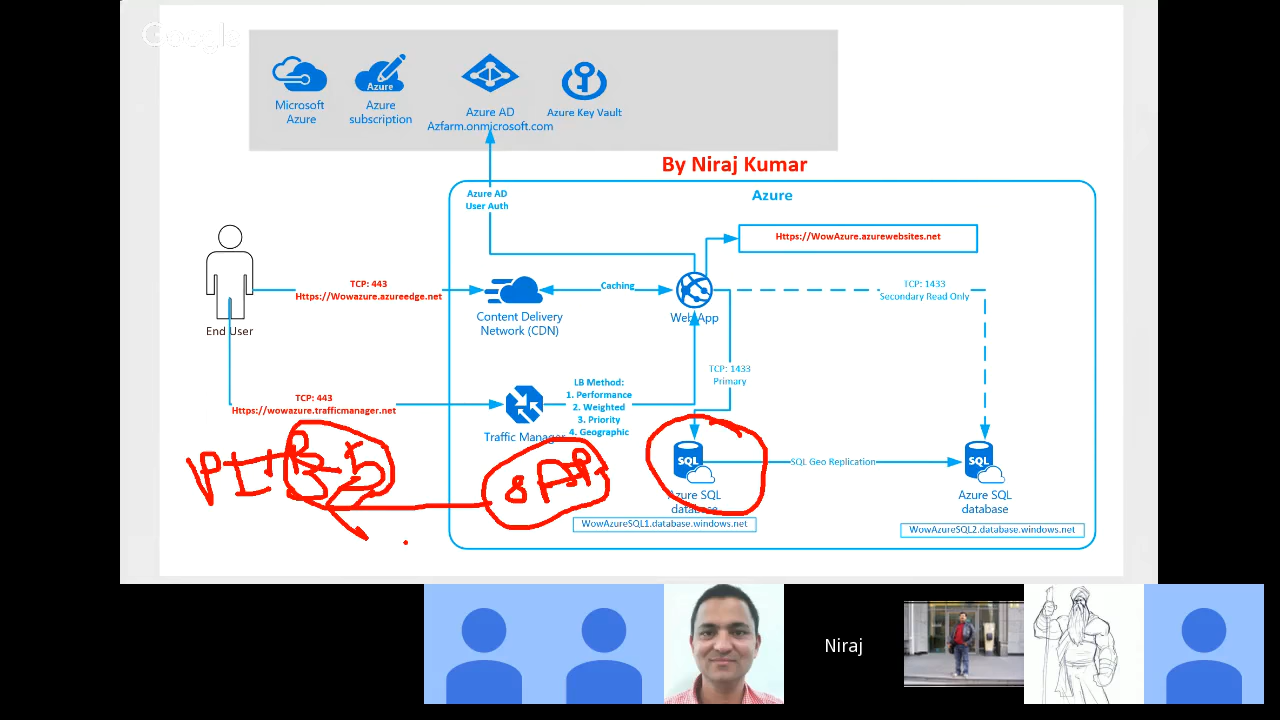 Google
Microsoft
Azure
Azure
Azure
subscription
Azure AD
Azfarm.onmicrosoft.com
Azure Key Vault
By Niraj Kumar
Azure AD
User Auth
Azure
Https://WowAzure.azurewebsites.net
TCP: 443
Https://Wowazure.azureedge.net
Caching
TCP: 1433
Secondary Read Only
Content Delivery
Network (CDN)
Web App
End User
TCP: 1433
Primary
LB Method:
1. Performance
2. Weighted
3. Priority
4. Geographic
TCP: 443
Https://wowazure.trafficmanager.net
Traffic Manager
SQL
SQL Geo Replication
SQL
Azure SQL
database
Azure SQL
database
WowAzureSQL1.database.windows.net
WowAzureSQL2.database.windows.net
Niraj